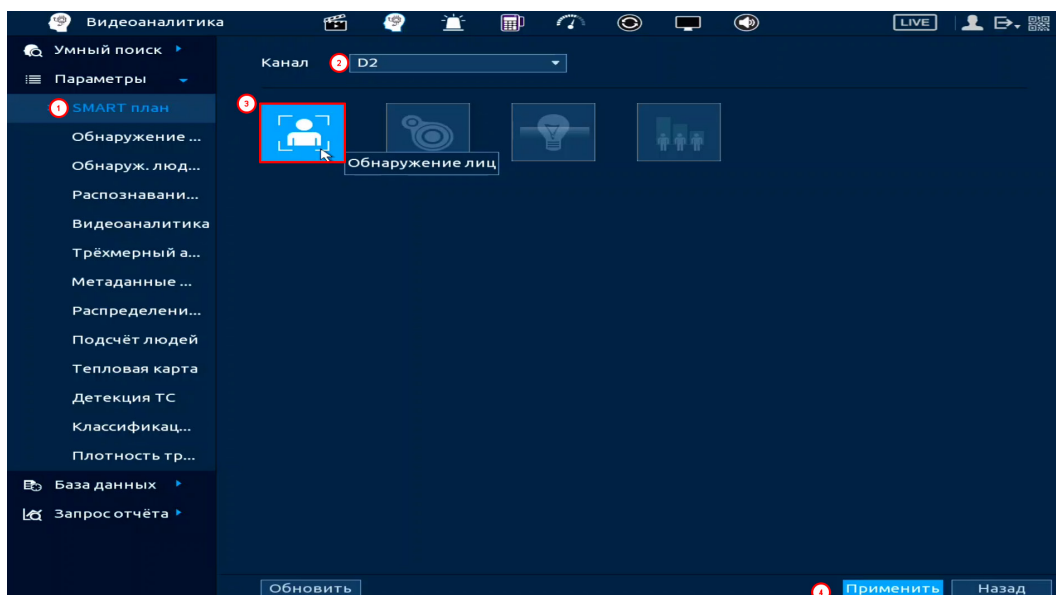 Видеоаналитика
LIVE
Умный поиск
Канал 2 D2
Параметры
1 SMART план
3
Обнаружение ...
Обнаружение лиц
Обнаруж. люд...
Распознавани...
Видеоаналитика
Трёхмерный а...
Метаданные ...
Распределени...
Подсчёт людей
Тепловая карта
Детекция ТС
Классификац...
Плотность тр...
База данных
Запрос отчёта
Обновить
4 Применить
Назад